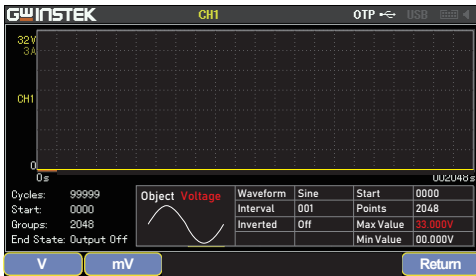 GWINSTEK CH1 OTP USB
32V
3A
CH1
0
0s 002048s
Cycles: 99999
Start: 0000
Groups: 2048
End State: Output Off
Object Voltage
Waveform Sine Start 0000
Interval 001 Points 2048
Inverted Off Max Value 33.000V
Min Value 00.000V
V mV Return